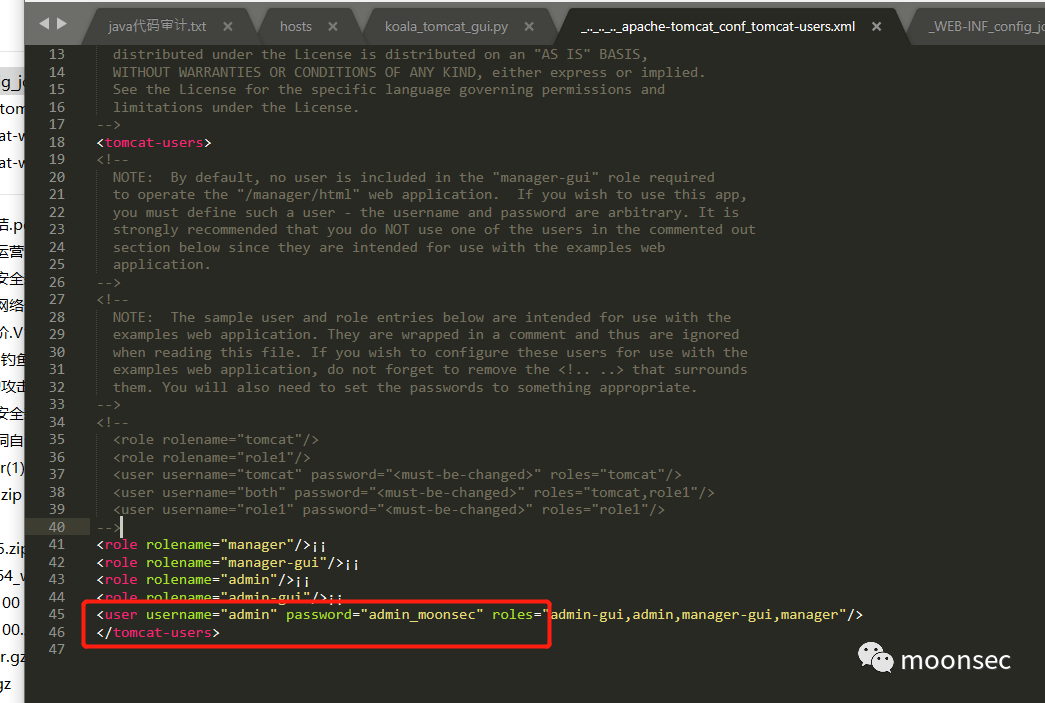 java代码审计.txt
hosts
koala_tomcat_gui.py
_.._.._.._apache-tomcat_conf_tomcat-users.xml
_WEB-INF_config_jo
13 distributed under the License is distributed on an "AS IS" BASIS,
14 WITHOUT WARRANTIES OR CONDITIONS OF ANY KIND, either express or implied.
15 See the License for the specific language governing permissions and
16 limitations under the License.
17 -->
18 <tomcat-users>
19 <!--
20 NOTE:  By default, no user is included in the "manager-gui" role required
21 to operate the "/manager/html" web application.  If you wish to use this app,
22 you must define such a user - the username and password are arbitrary. It is
23 strongly recommended that you do NOT use one of the users in the commented out
24 section below since they are intended for use with the examples web
25 application.
26 -->
27 <!--
28 NOTE:  The sample user and role entries below are intended for use with the
29 examples web application. They are wrapped in a comment and thus are ignored
30 when reading this file. If you wish to configure these users for use with the
31 examples web application, do not forget to remove the <!.. ..> that surrounds
32 them. You will also need to set the passwords to something appropriate.
33 -->
34 <!--
35 <role rolename="tomcat"/>
36 <role rolename="role1"/>
37 <user username="tomcat" password="<must-be-changed>" roles="tomcat"/>
38 <user username="both" password="<must-be-changed>" roles="tomcat,role1"/>
39 <user username="role1" password="<must-be-changed>" roles="role1"/>
40 -->
41 <role rolename="manager"/>¡¡
42 <role rolename="manager-gui"/>¡¡
43 <role rolename="admin"/>¡¡
44 <role rolename="admin-gui"/>¡¡
45 <user username="admin" password="admin_moonsec" roles="admin-gui,admin,manager-gui,manager"/>
46 </tomcat-users>
47
g_jo
tom
at-w
at-w
结.p
运营
安全
网络
价.V
钓鱼
攻击
安全
词自
r(1)
zip
5.zip
54_w
00
100.
r.gz
gz
moonsec